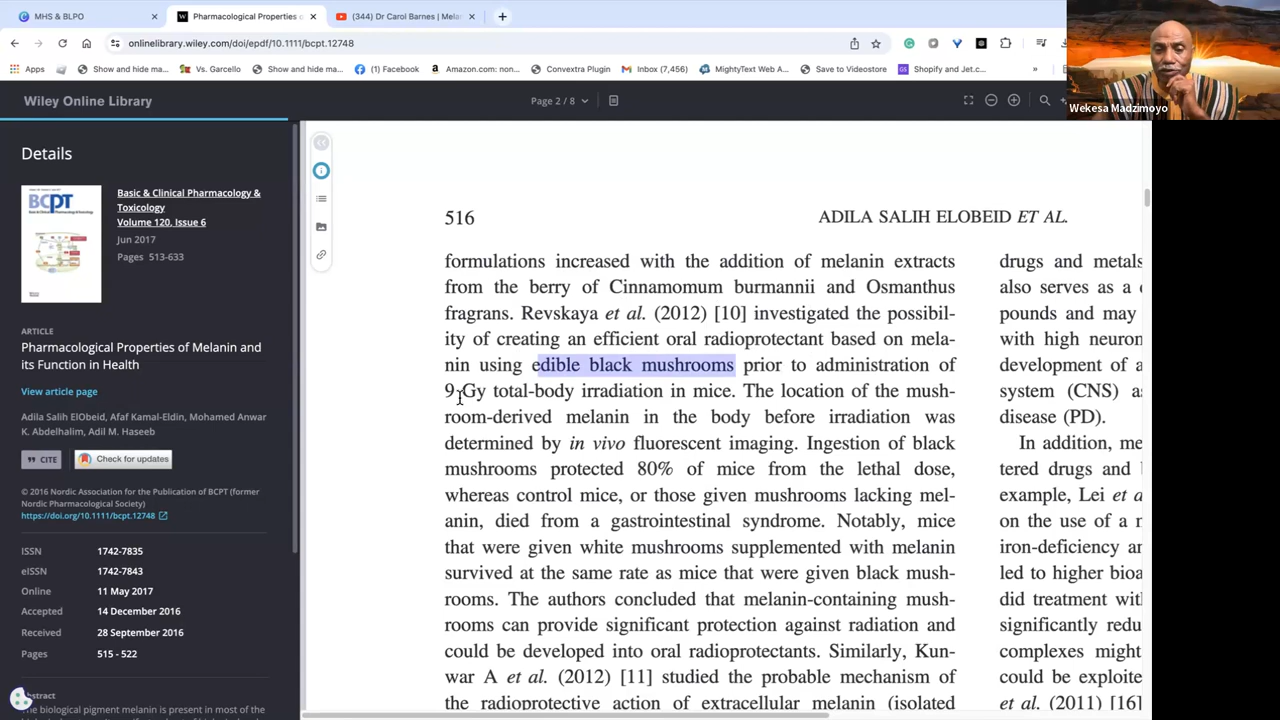 MHS & BLPO
Pharmacological Properties o
(344) Dr Carol Barnes | Mela
onlinelibrary.wiley.com/doi/epdf/10.1111/bcpt.12748
Apps
Show and hide ma...
Vs. Garcello
Show and hide ma...
(1) Facebook
Amazon.com: non...
Convextra Plugin
Inbox (7,456)
MightyText Web A...
Save to Videostore
Shopify and Jet.c...
»
Wekesa Madzimoyo
Wiley Online Library
Page 2 / 8
Details
BCPT
Basic & Clinical Pharmacology &
Toxicology
Volume 120, Issue 6
Jun 2017
Pages 513-633
ARTICLE
Pharmacological Properties of Melanin and
its Function in Health
View article page
Adila Salih ElObeid, Afaf Kamal-Eldin, Mohamed Anwar
K. Abdelhalim, Adil M. Haseeb
CITE
Check for updates
© 2016 Nordic Association for the Publication of BCPT (former
Nordic Pharmacological Society)
https://doi.org/10.1111/bcpt.12748
ISSN 1742-7835
eISSN 1742-7843
Online 11 May 2017
Accepted 14 December 2016
Received 28 September 2016
Pages 515 - 522
Abstract
The biological pigment melanin is present in most of the
516
ADILA SALIH ELOBEID ET AL.
formulations increased with the addition of melanin extracts
from the berry of Cinnamomum burmannii and Osmanthus
fragrans. Revskaya et al. (2012) [10] investigated the possibil-
ity of creating an efficient oral radioprotectant based on mela-
nin using edible black mushrooms prior to administration of
9 Gy total-body irradiation in mice. The location of the mush-
room-derived melanin in the body before irradiation was
determined by in vivo fluorescent imaging. Ingestion of black
mushrooms protected 80% of mice from the lethal dose,
whereas control mice, or those given mushrooms lacking mel-
anin, died from a gastrointestinal syndrome. Notably, mice
that were given white mushrooms supplemented with melanin
survived at the same rate as mice that were given black mush-
rooms. The authors concluded that melanin-containing mush-
rooms can provide significant protection against radiation and
could be developed into oral radioprotectants. Similarly, Kun-
war A et al. (2012) [11] studied the probable mechanism of
the radioprotective action of extracellular melanin (isolated
drugs and metals
also serves as a
pounds and may
with high neuron
development of a
system (CNS) as
disease (PD).
In addition, me
tered drugs and
example, Lei et a
on the use of a
iron-deficiency an
led to higher bioa
did treatment wit
significantly redu
complexes might
could be exploite
et al. (2011) [16]